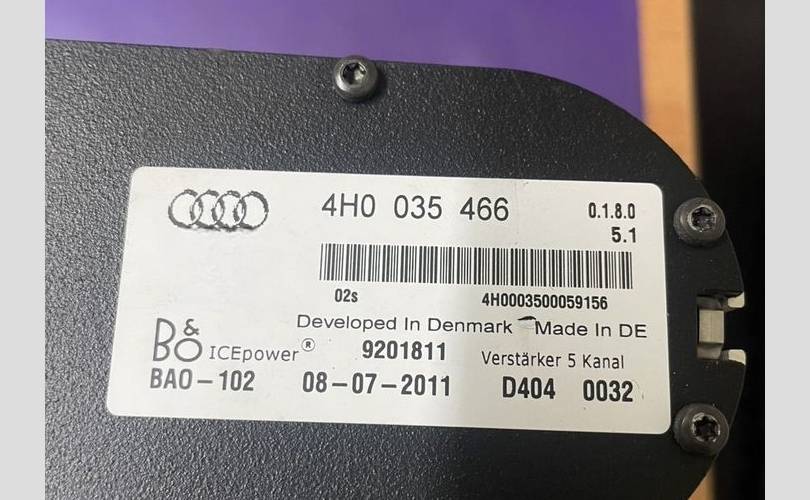 4H0 035 466 0.1.8.0
5.1
02s 4H0003500059156
Developed In Denmark Made In DE
B&O ICEpower® 9201811 Verstärker 5 Kanal
BAO-102 08-07-2011 D404 0032